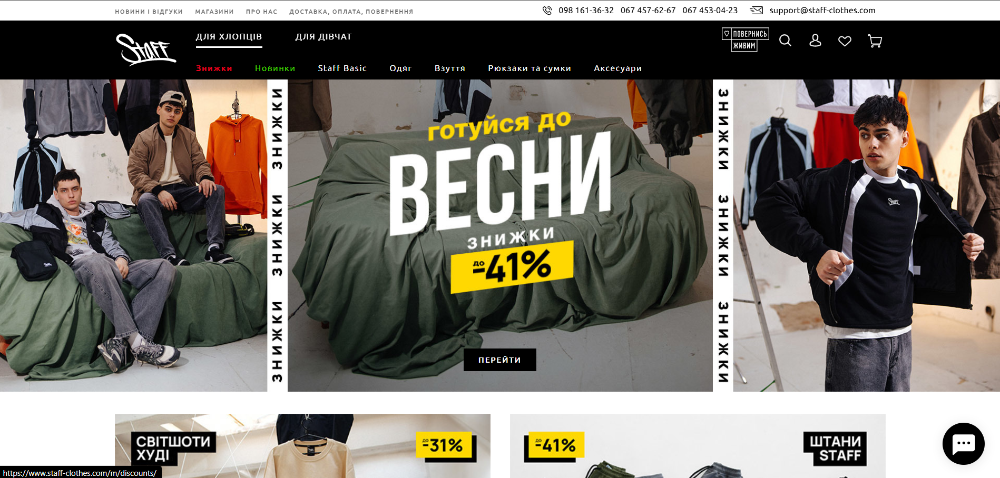 НОВИНИ І ВІДГУКИ МАГАЗИНИ ПРО НАС ДОСТАВКА, ОПЛАТА, ПОВЕРНЕННЯ
098 161-36-32 067 457-62-67 067 453-04-23 support@staff-clothes.com
Staff
ДЛЯ ХЛОПЦІВ ДЛЯ ДІВЧАТ
ПОВЕРНИСЬ
ЖИВИМ
Знижки Новинки Staff Basic Одяг Взуття Рюкзаки та сумки Аксесуари
ЗНИЖКИ ЗНИЖКИ ЗНИЖКИ
готуйся до
ВЕСНИ
ЗНИЖКИ
до
-41%
ПЕРЕЙТИ
ЗНИЖКИ ЗНИЖКИ ЗНИЖКИ
Staff
СВІТШОТИ
ХУДІ
до
-31%
до
-41%
ШТАНИ
STAFF
https://www.staff-clothes.com/m/discounts/